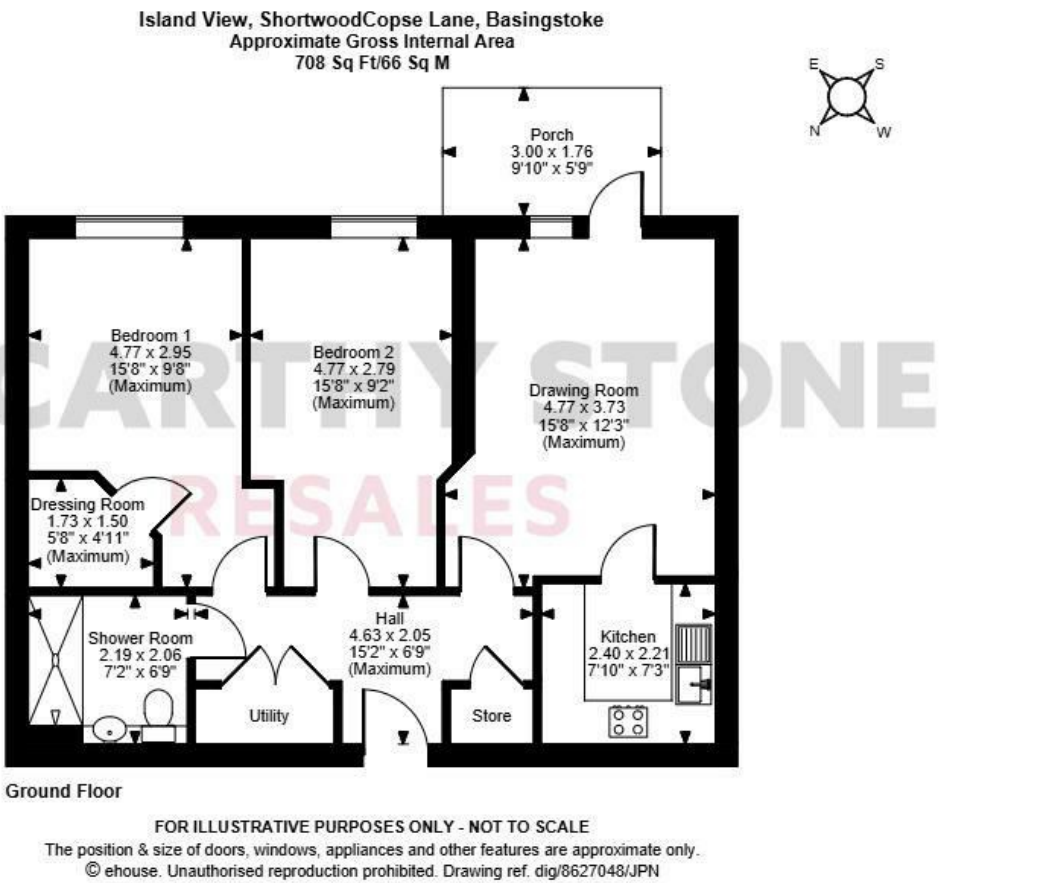 Island View, ShortwoodCopse Lane, Basingstoke
Approximate Gross Internal Area
708 Sq Ft/66 Sq M
E
S
N
W
Porch
3.00 x 1.76
9'10" x 5'9"
Bedroom 1
4.77 x 2.95
15'8" x 9'8"
(Maximum)
Bedroom 2
4.77 x 2.79
15'8" x 9'2"
(Maximum)
Drawing Room
4.77 x 3.73
15'8" x 12'3"
(Maximum)
CARTHY STONE
RESALES
Dressing Room
1.73 x 1.50
5'8" x 4'11"
(Maximum)
Shower Room
2.19 x 2.06
7'2" x 6'9"
Hall
4.63 x 2.05
15'2" x 6'9"
(Maximum)
Kitchen
2.40 x 2.21
7'10" x 7'3"
Utility
Store
Ground Floor
FOR ILLUSTRATIVE PURPOSES ONLY - NOT TO SCALE
The position & size of doors, windows, appliances and other features are approximate only.
© ehouse. Unauthorised reproduction prohibited. Drawing ref. dig/8627048/JPN